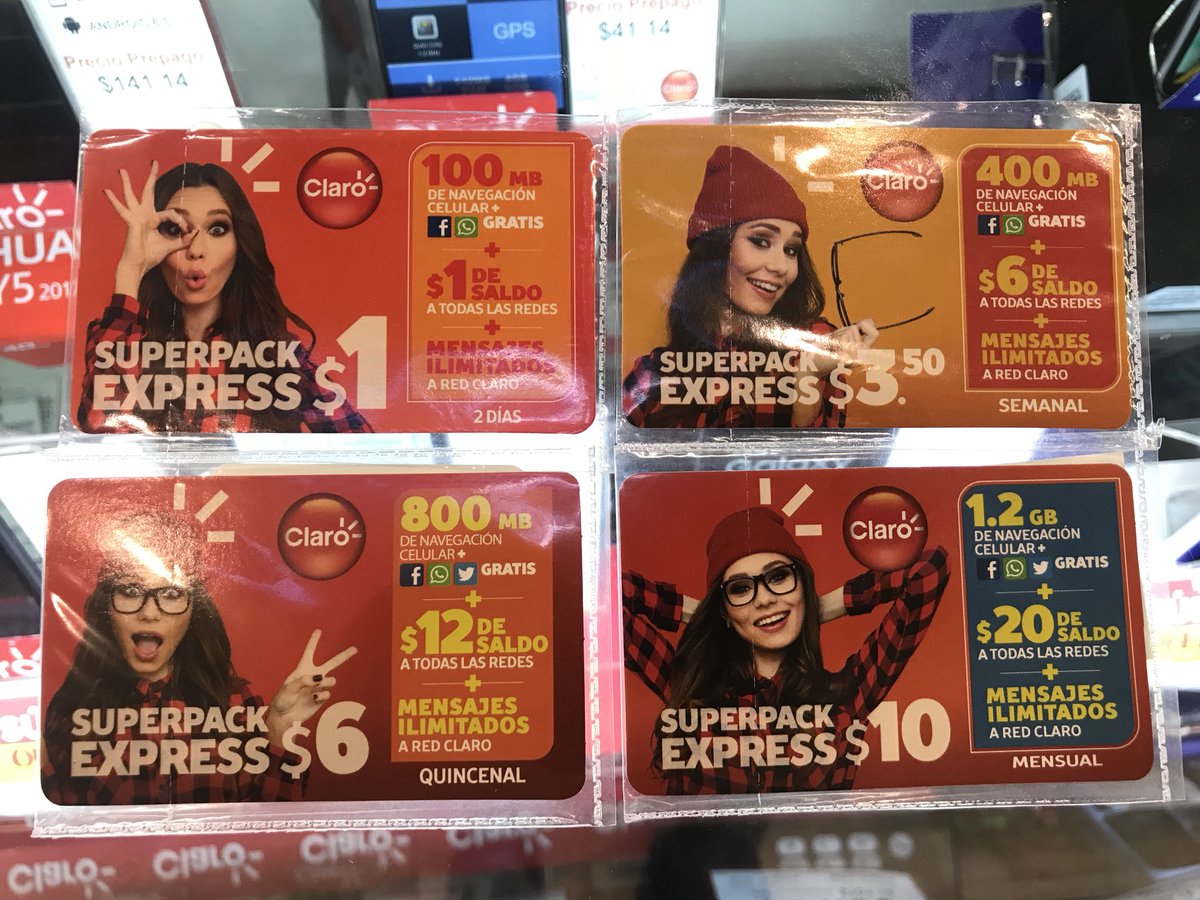 Precio Prepago
$141 14
GPS
Precio Prepago
$41 14
Claro
HUA
Y5 2017
Claro
100 MB
DE NAVEGACIÓN
CELULAR +
GRATIS
+
$1 DE SALDO
A TODAS LAS REDES
+
MENSAJES
ILIMITADOS
A RED CLARO
SUPERPACK
EXPRESS $1
2 DÍAS
Claro
400 MB
DE NAVEGACIÓN
CELULAR +
GRATIS
+
$6 DE SALDO
A TODAS LAS REDES
+
MENSAJES
ILIMITADOS
A RED CLARO
SUPERPACK
EXPRESS $3.50
SEMANAL
Claro
800 MB
DE NAVEGACIÓN
CELULAR +
GRATIS
+
$12 DE SALDO
A TODAS LAS REDES
+
MENSAJES
ILIMITADOS
A RED CLARO
SUPERPACK
EXPRESS $6
QUINCENAL
Claro
1.2 GB
DE NAVEGACIÓN
CELULAR +
GRATIS
+
$20 DE SALDO
A TODAS LAS REDES
+
MENSAJES
ILIMITADOS
A RED CLARO
SUPERPACK
EXPRESS $10
MENSUAL
Claro
Claro
Claro
Claro